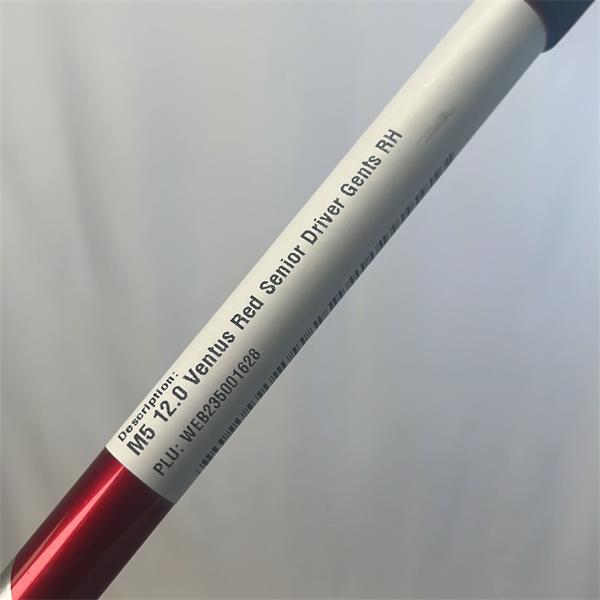 Description:
M5 12.0 Ventus Red Senior Driver Gents RH
PLU: WEB235001628